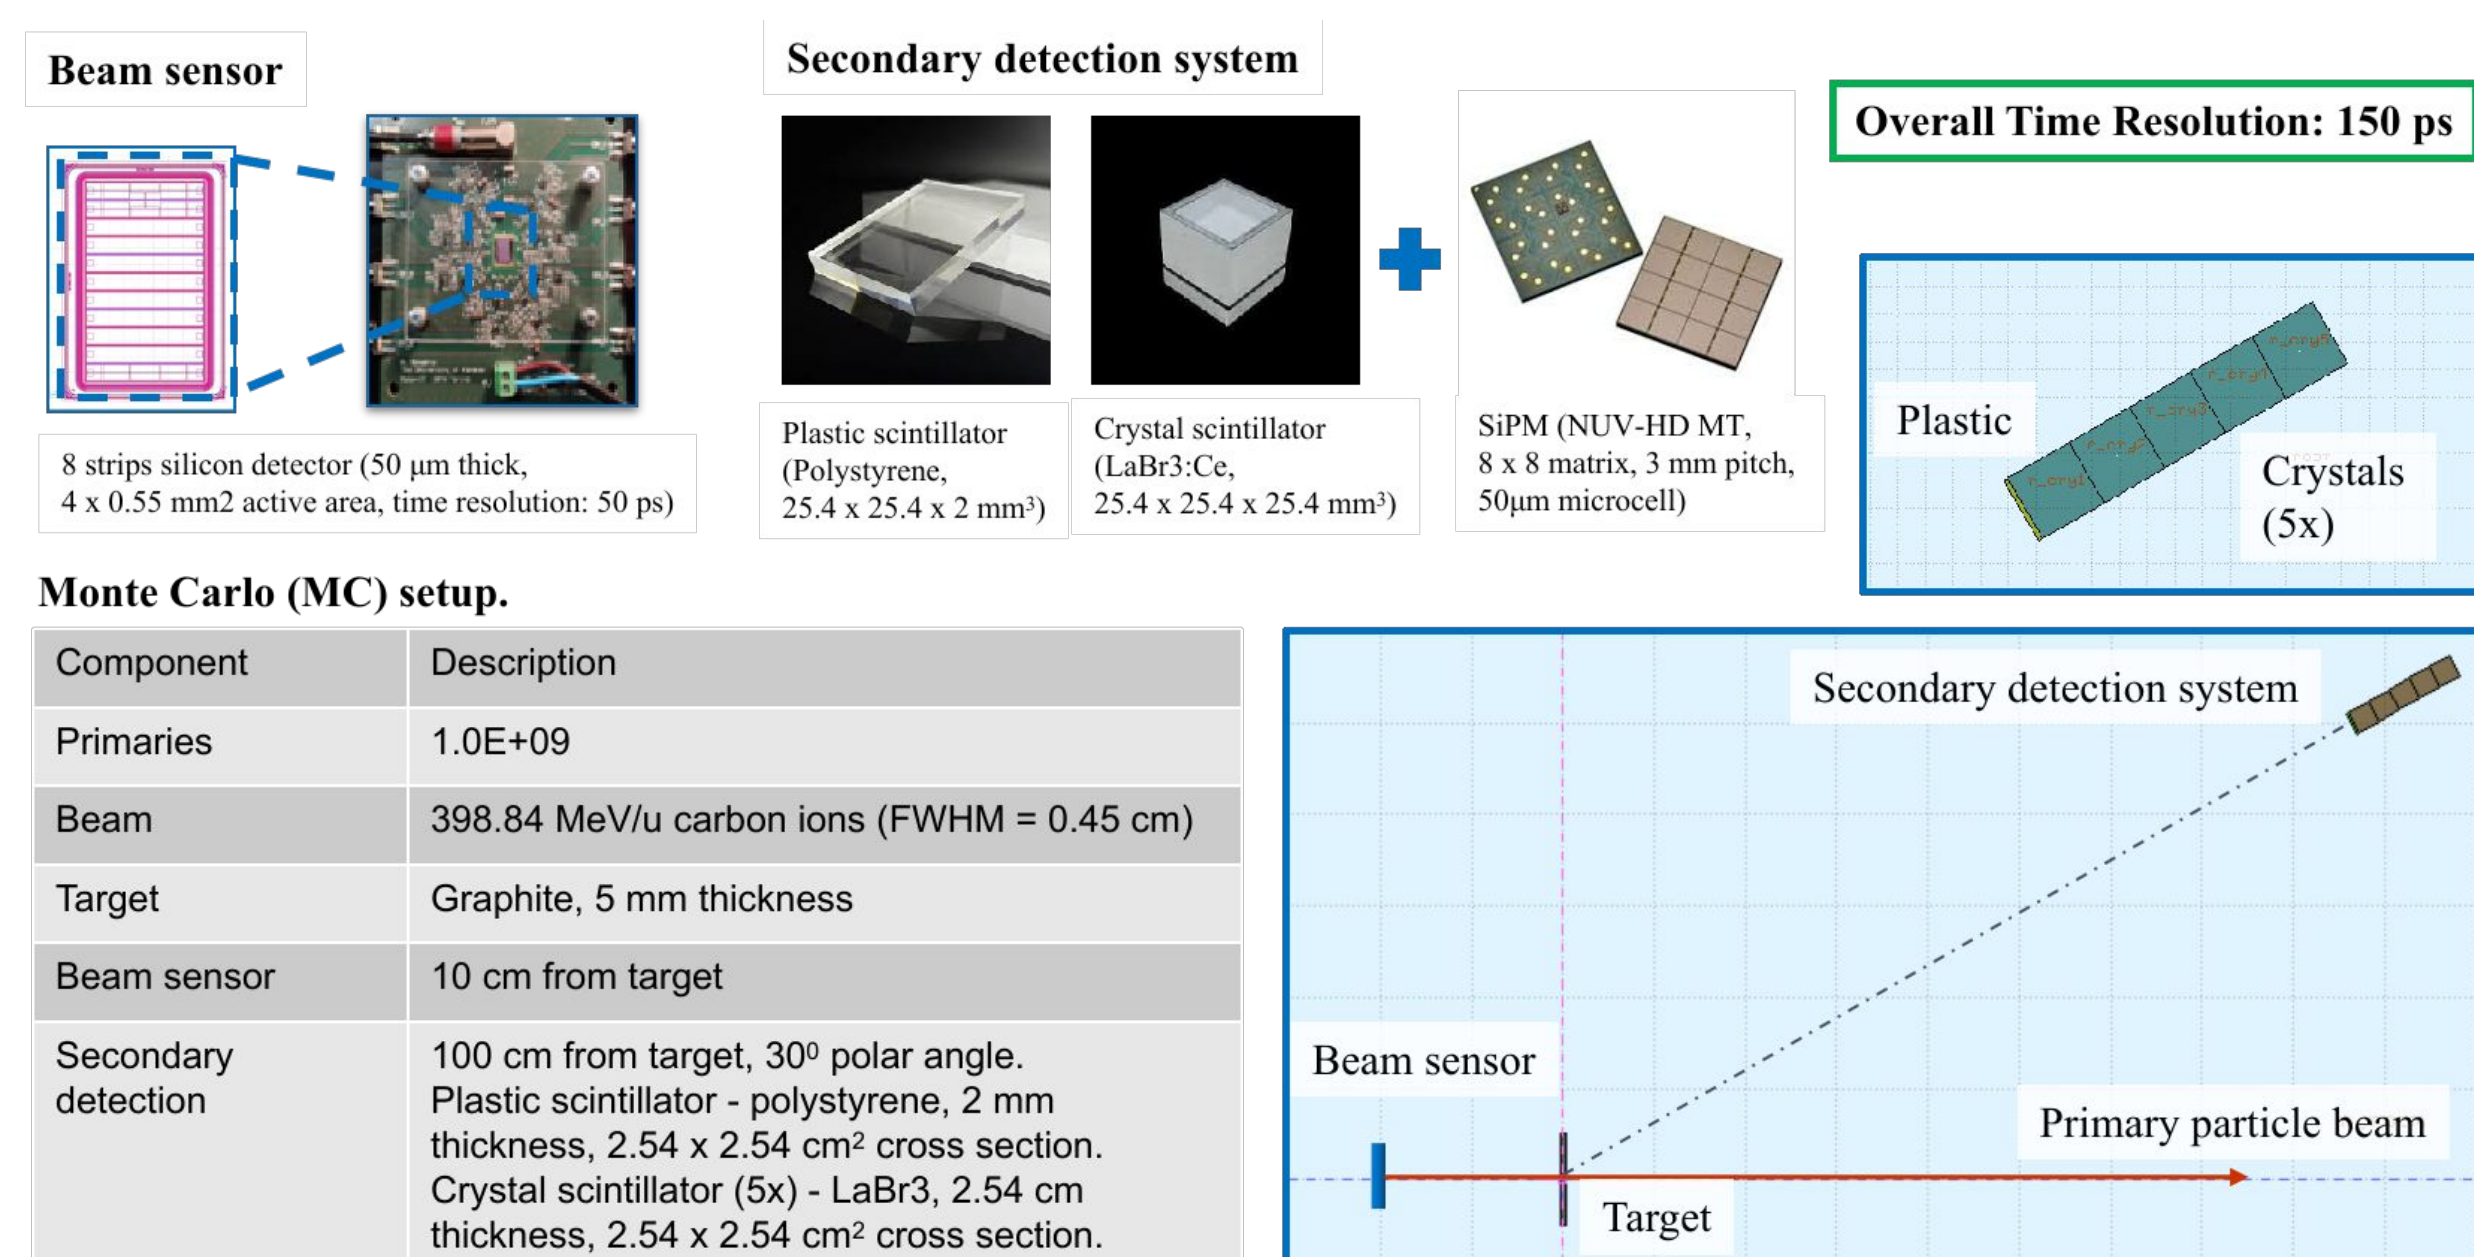 Beam sensor
Secondary detection system
Overall Time Resolution: 150 ps
8 strips silicon detector (50 μm thick,
4 x 0.55 mm2 active area, time resolution: 50 ps)
Plastic scintillator
(Polystyrene,
25.4 x 25.4 x 2 mm³)
Crystal scintillator
(LaBr3:Ce,
25.4 x 25.4 x 25.4 mm³)
SiPM (NUV-HD MT,
8 x 8 matrix, 3 mm pitch,
50μm microcell)
Plastic
r_cry1
r_cry2
r_cry3
r_cry4
r_cry5
Crystals
(5x)
Monte Carlo (MC) setup.
Component Description
Primaries 1.0E+09
Beam 398.84 MeV/u carbon ions (FWHM = 0.45 cm)
Target Graphite, 5 mm thickness
Beam sensor 10 cm from target
Secondary
detection
100 cm from target, 30⁰ polar angle.
Plastic scintillator - polystyrene, 2 mm
thickness, 2.54 x 2.54 cm² cross section.
Crystal scintillator (5x) - LaBr3, 2.54 cm
thickness, 2.54 x 2.54 cm² cross section.
Secondary detection system
Beam sensor
Primary particle beam
Target